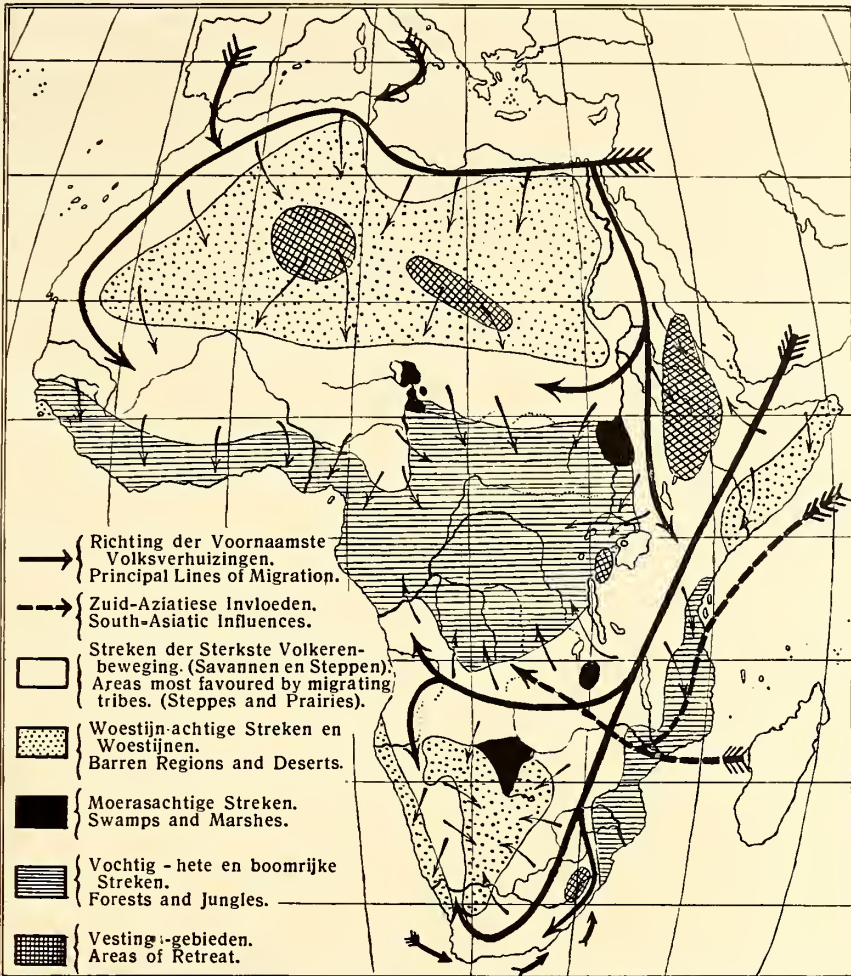 Richting der Voornaamste
Volksverhuizingen.
Principal Lines of Migration.
Zuid-Aziatiese Invloeden.
South-Asiatic Influences.
Streken der Sterkste Volkeren-
beweging. (Savannen en Steppen).
Areas most favoured by migrating
tribes. (Steppes and Prairies).
Woestijn-achtige Streken en
Woestijnen.
Barren Regions and Deserts.
Moerasachtige Streken.
Swamps and Marshes.
Vochtig - hete en boomrijke
Streken.
Forests and Jungles.
Vesting-gebieden.
Areas of Retreat.